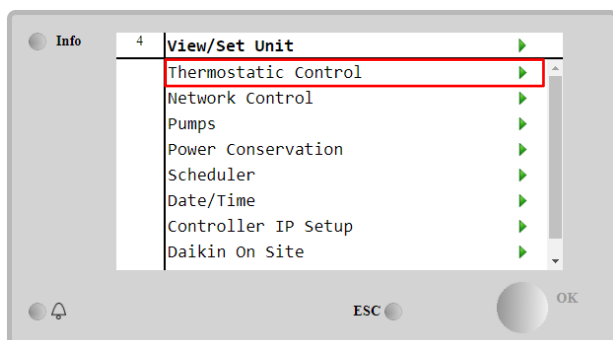 Info
4 View/Set Unit
Thermostatic Control
Network Control
Pumps
Power Conservation
Scheduler
Date/Time
Controller IP Setup
Daikin On Site
ESC
OK